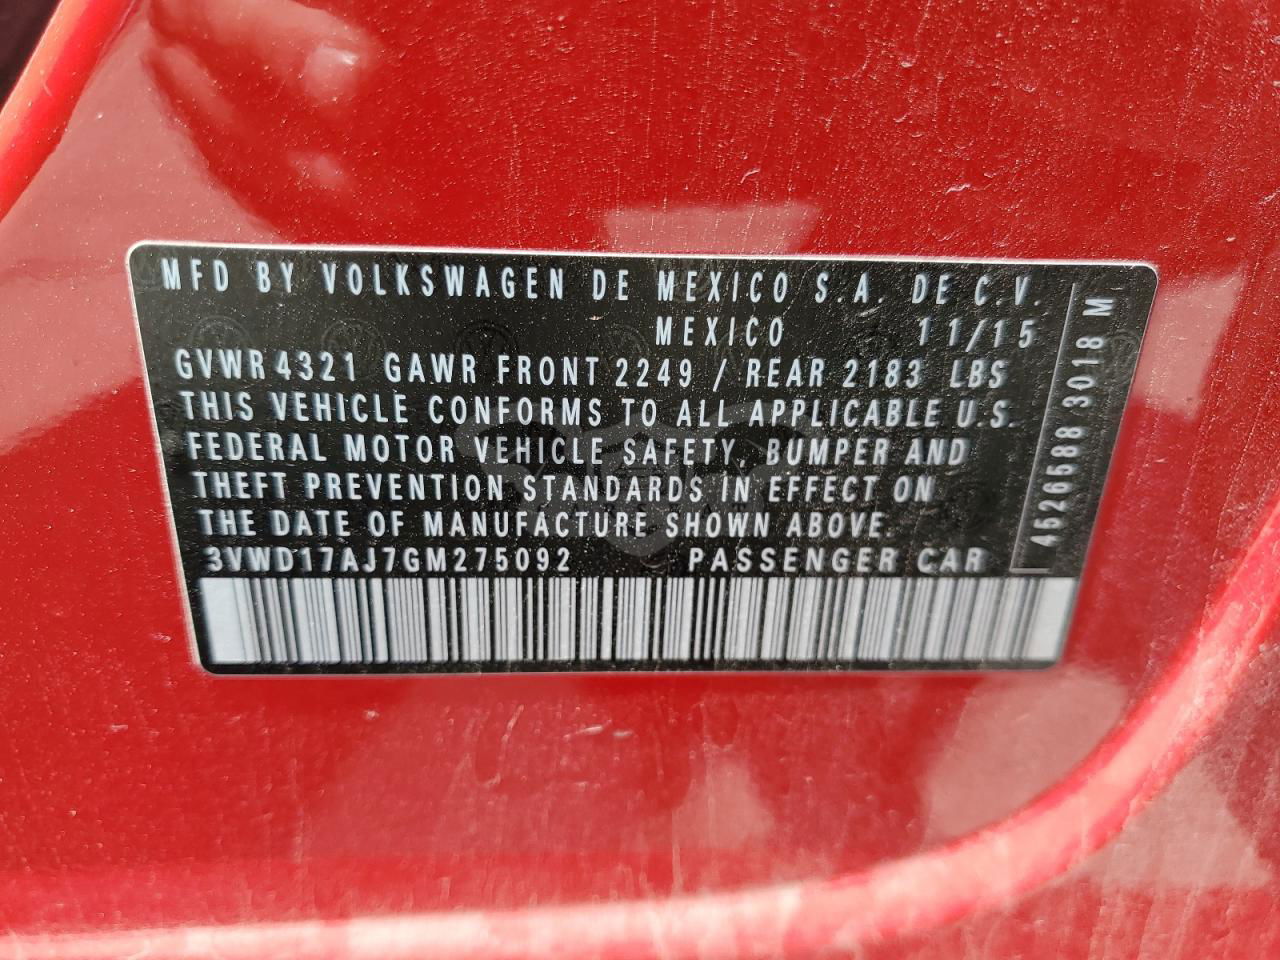 MFD BY VOLKSWAGEN DE MEXICO S.A. DE C.V.
MEXICO 11/15
GVWR 4321 GAWR FRONT 2249 / REAR 2183 LBS
THIS VEHICLE CONFORMS TO ALL APPLICABLE U.S.
FEDERAL MOTOR VEHICLE SAFETY, BUMPER AND
THEFT PREVENTION STANDARDS IN EFFECT ON
THE DATE OF MANUFACTURE SHOWN ABOVE.
3VWD17AJ7GM275092 PASSENGER CAR
4626588 3018 M